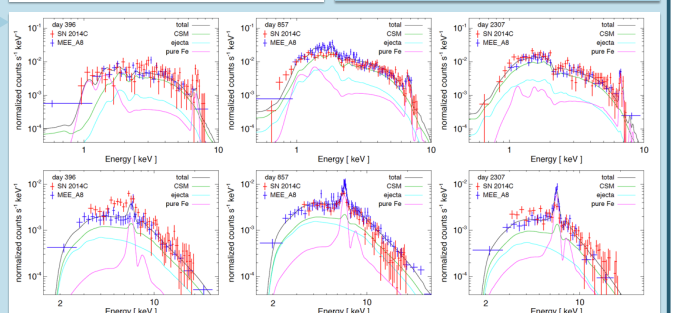 day 396
SN 2014C
MEE_A8
total
CSM
ejecta
pure Fe
normalized counts s⁻¹ keV⁻¹
10⁻¹
10⁻²
10⁻³
10⁻⁴
1
10
Energy [ keV ]
day 857
SN 2014C
MEE_A8
total
CSM
ejecta
pure Fe
normalized counts s⁻¹ keV⁻¹
10⁻¹
10⁻²
10⁻³
10⁻⁴
1
10
Energy [ keV ]
day 2307
SN 2014C
MEE_A8
total
CSM
ejecta
pure Fe
normalized counts s⁻¹ keV⁻¹
10⁻¹
10⁻²
10⁻³
10⁻⁴
1
10
Energy [ keV ]
day 396
SN 2014C
MEE_A8
total
CSM
ejecta
pure Fe
normalized counts s⁻¹ keV⁻¹
10⁻²
10⁻³
10⁻⁴
2
10
Energy [ keV ]
day 857
SN 2014C
MEE_A8
total
CSM
ejecta
pure Fe
normalized counts s⁻¹ keV⁻¹
10⁻²
10⁻³
10⁻⁴
2
10
Energy [ keV ]
day 2307
SN 2014C
MEE_A8
total
CSM
ejecta
pure Fe
normalized counts s⁻¹ keV⁻¹
10⁻²
10⁻³
10⁻⁴
2
10
Energy [ keV ]